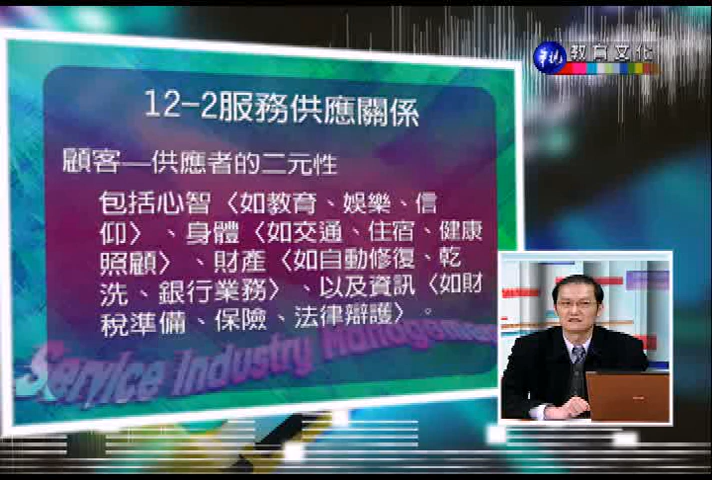 華視
教育文化
12-2服務供應關係
顧客—供應者的二元性
包括心智〈如教育、娛樂、信
仰〉、身體〈如交通、住宿、健康
照顧〉、財產〈如自動修復、乾
洗、銀行業務〉、以及資訊〈如財
稅準備、保險、法律辯護〉。
Service Industry Management